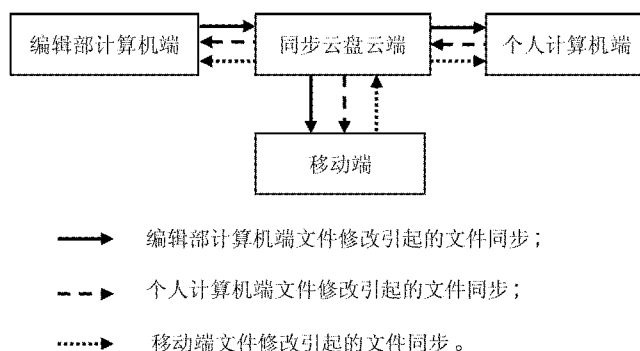 编辑部计算机端
同步云盘云端
个人计算机端
移动端
编辑部计算机端文件修改引起的文件同步；
个人计算机端文件修改引起的文件同步；
移动端文件修改引起的文件同步。